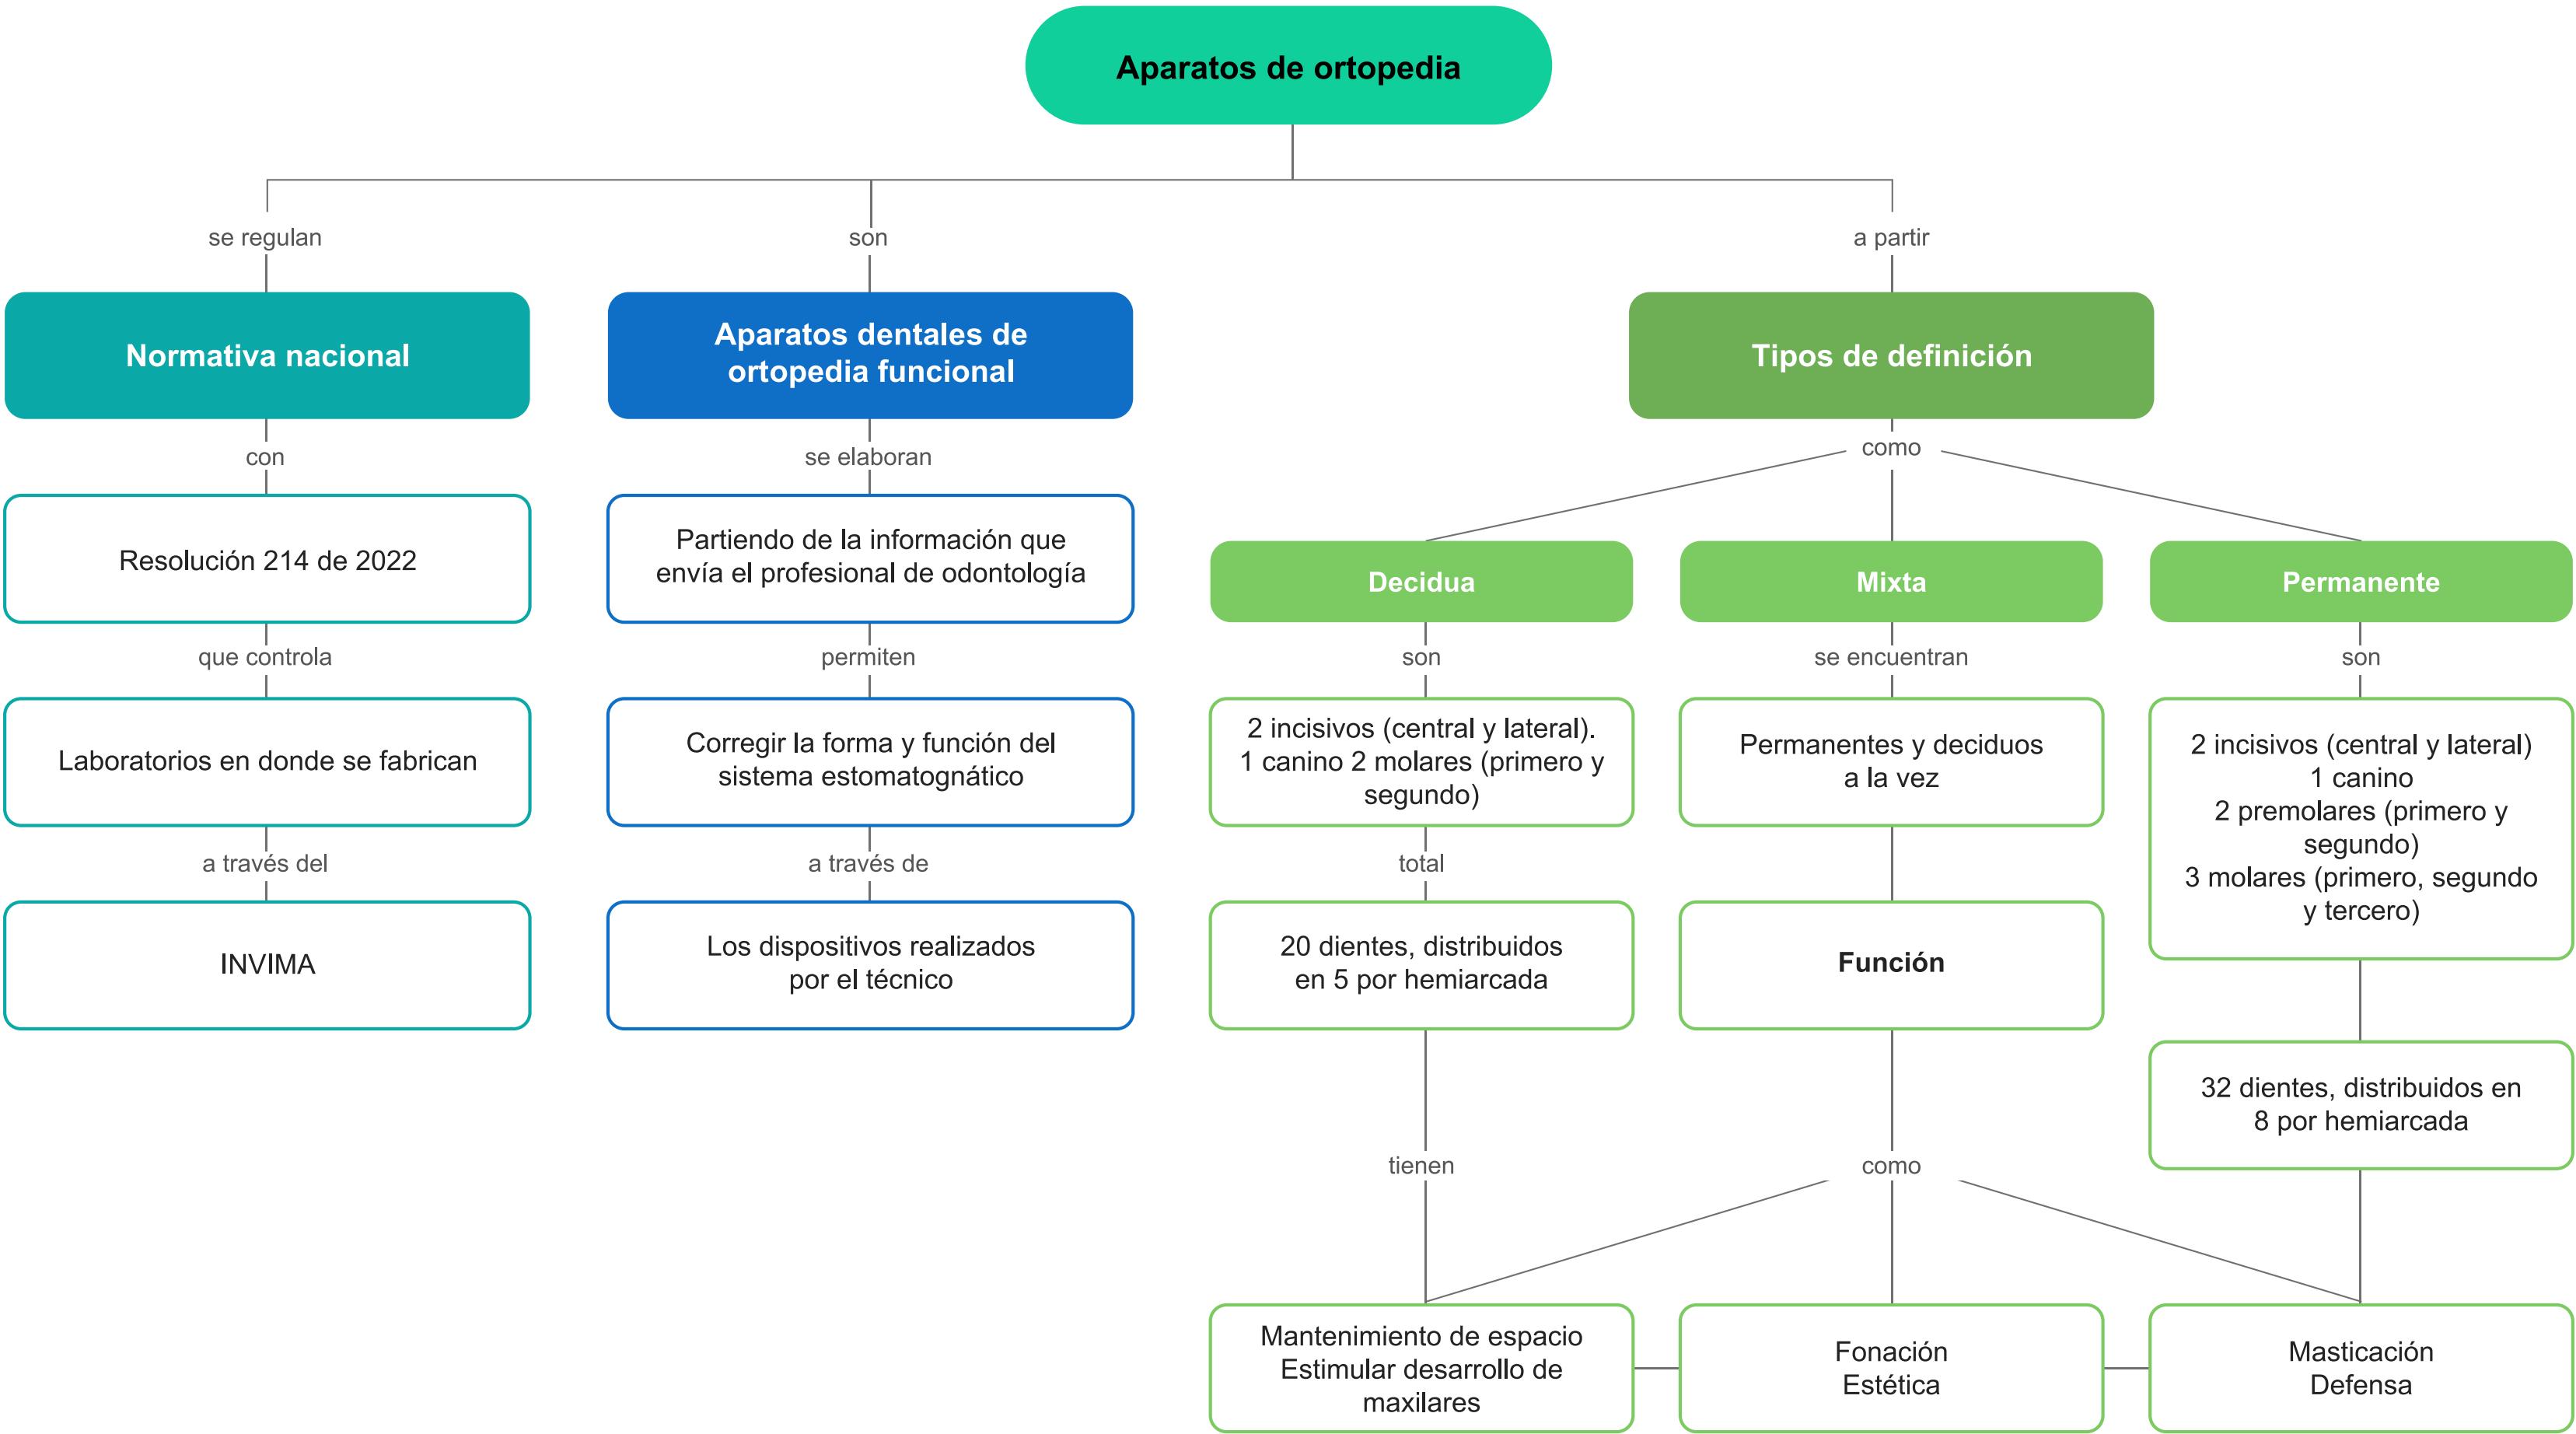 Aparatos de ortopedia
se regulan
son
a partir
Normativa nacional
Aparatos dentales de
ortopedia funcional
Tipos de definición
con
se elaboran
como
Resolución 214 de 2022
Partiendo de la información que
envía el profesional de odontología
Decidua
Mixta
Permanente
que controla
permiten
son
se encuentran
son
Laboratorios en donde se fabrican
Corregir la forma y función del
sistema estomatognático
2 incisivos (central y lateral).
1 canino 2 molares (primero y
segundo)
Permanentes y deciduos
a la vez
2 incisivos (central y lateral)
1 canino
2 premolares (primero y
segundo)
3 molares (primero, segundo
y tercero)
a través del
a través de
total
INVIMA
Los dispositivos realizados
por el técnico
20 dientes, distribuidos
en 5 por hemiarcada
Función
32 dientes, distribuidos en
8 por hemiarcada
tienen
como
Mantenimiento de espacio
Estimular desarrollo de
maxilares
Fonación
Estética
Masticación
Defensa